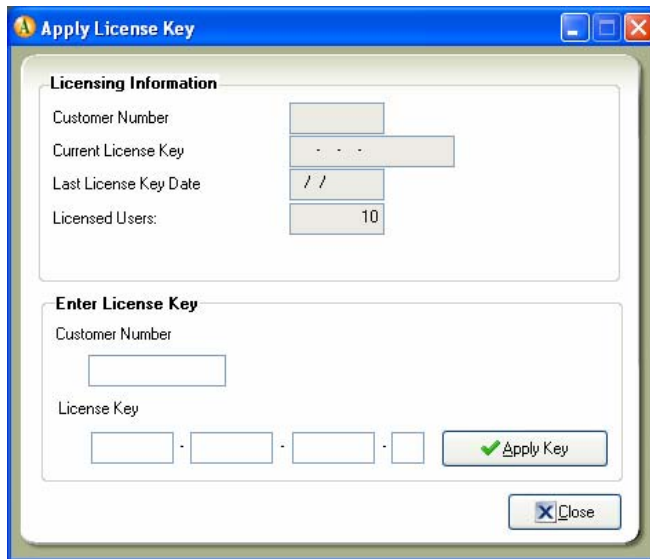 Apply License Key
Licensing Information
Customer Number
Current License Key - - -
Last License Key Date / /
Licensed Users: 10
Enter License Key
Customer Number
License Key
- - - Apply Key
Close